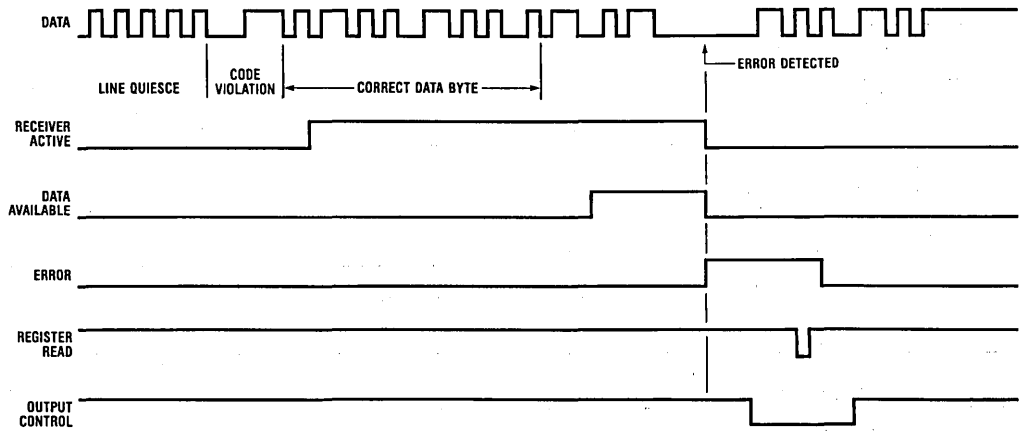 DATA
ERROR DETECTED
LINE QUIESCE
CODE
VIOLATION
CORRECT DATA BYTE
RECEIVER
ACTIVE
DATA
AVAILABLE
ERROR
REGISTER
READ
OUTPUT
CONTROL